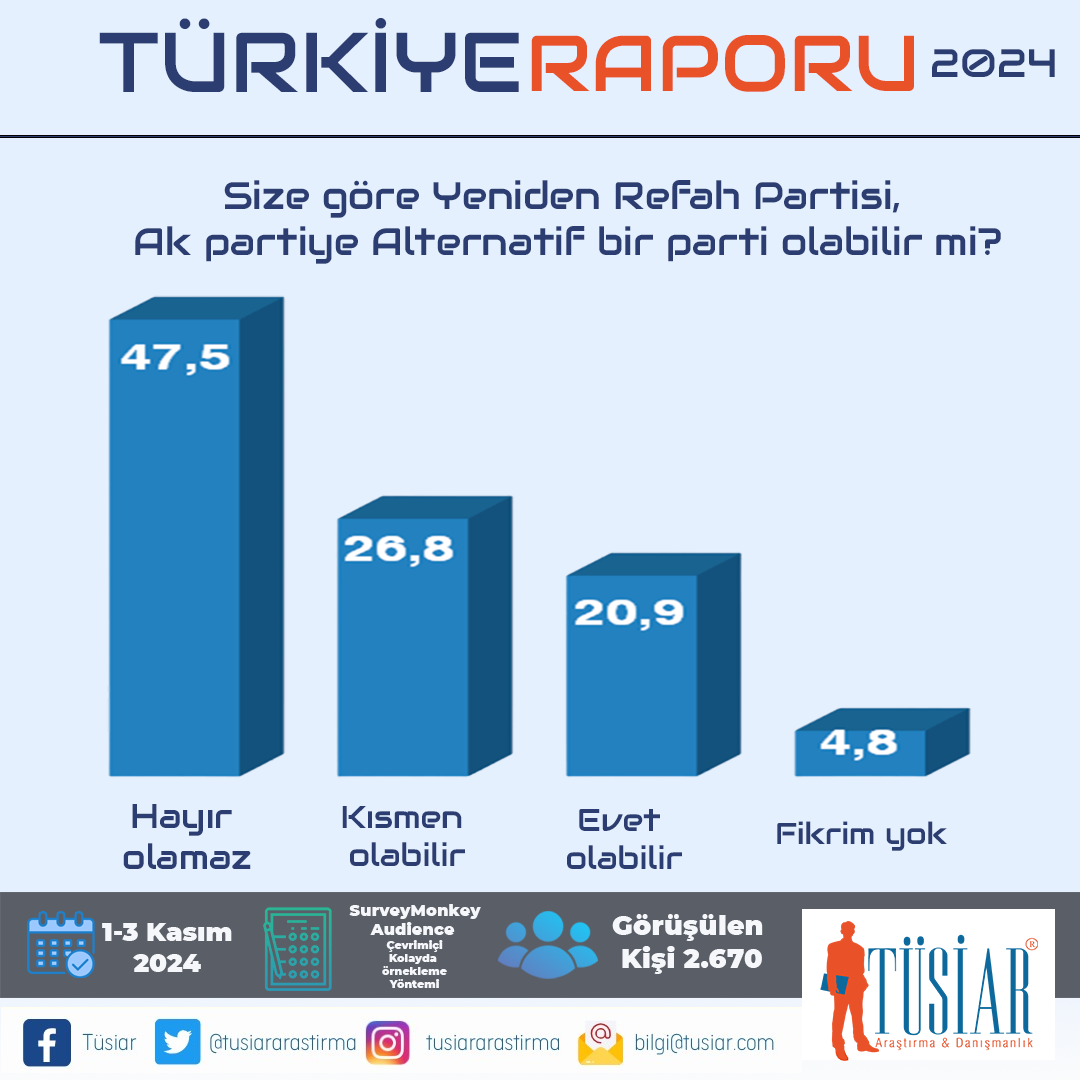 TÜRKİYERAPORU 2024
Size göre Yeniden Refah Partisi,
Ak partiye Alternatif bir parti olabilir mi?
47,5
26,8
20,9
4,8
Hayır
olamaz
Kısmen
olabilir
Evet
olabilir
Fikrim yok
1-3 Kasım
2024
SurveyMonkey
Audience
Çevrimiçi
Kolayda
örnekleme
Yöntemi
Görüşülen
Kişi 2.670
TÜSİAR®
Araştırma & Danışmanlık
Tüsiar
@tusiararastirma
tusiararastirma
bilgi@tusiar.com